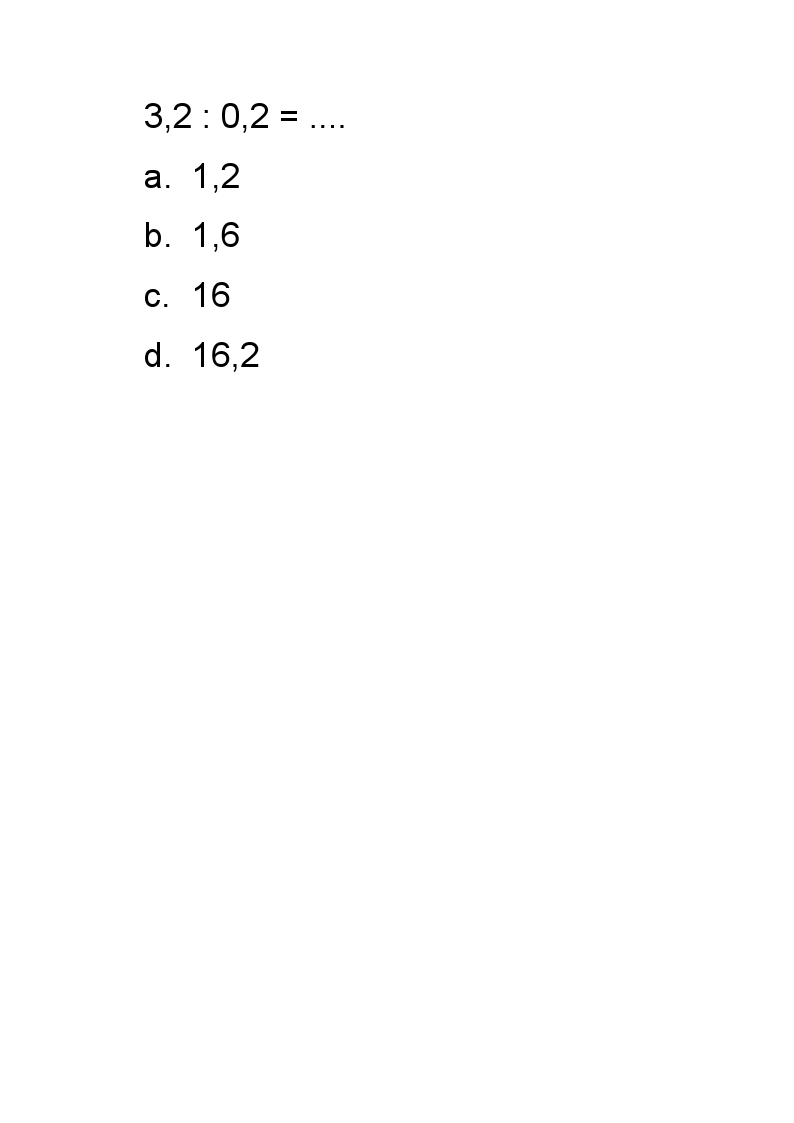 3,2 : 0,2 = ....
a. 1,2
b. 1,6
c. 16
d. 16,2